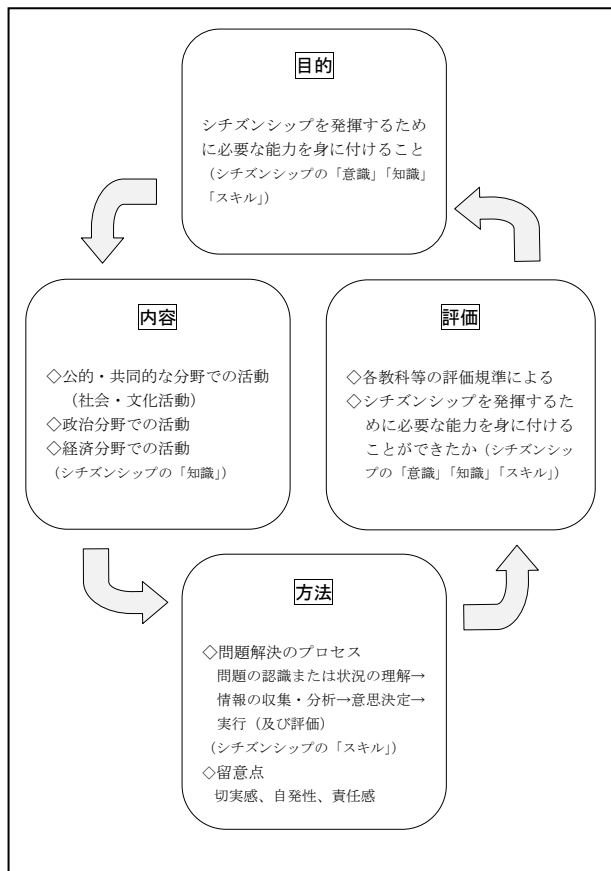 目的
シチズンシップを発揮するため
に必要な能力を身に付けること
（シチズンシップの「意識」「知識」
「スキル」）
内容
◇公的・共同的な分野での活動
（社会・文化活動）
◇政治分野での活動
◇経済分野での活動
（シチズンシップの「知識」）
評価
◇各教科等の評価規準による
◇シチズンシップを発揮するため
に必要な能力を身に付ける
ことができたか（シチズンシッ
プの「意識」「知識」「スキル」）
方法
◇問題解決のプロセス
問題の認識または状況の理解→
情報の収集・分析→意思決定→
実行（及び評価）
（シチズンシップの「スキル」）
◇留意点
切実感、自発性、責任感